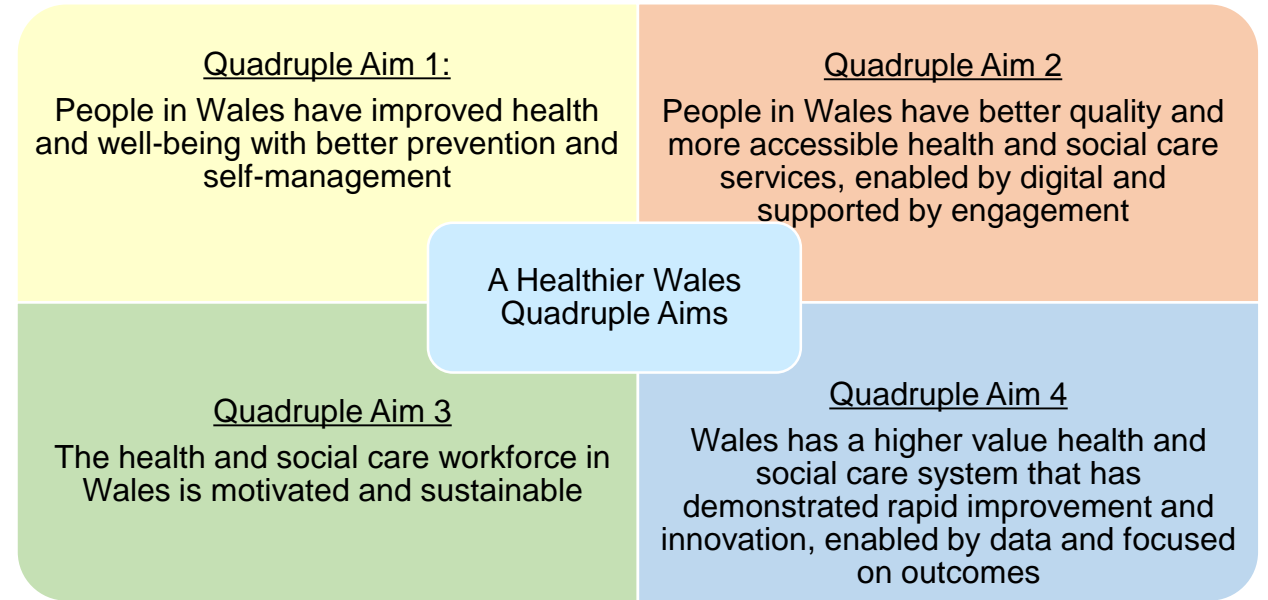 Quadruple Aim 1:
People in Wales have improved health
and well-being with better prevention and
self-management
Quadruple Aim 2
People in Wales have better quality and
more accessible health and social care
services, enabled by digital and
supported by engagement
A Healthier Wales
Quadruple Aims
Quadruple Aim 3
The health and social care workforce in
Wales is motivated and sustainable
Quadruple Aim 4
Wales has a higher value health and
social care system that has
demonstrated rapid improvement and
innovation, enabled by data and focused
on outcomes